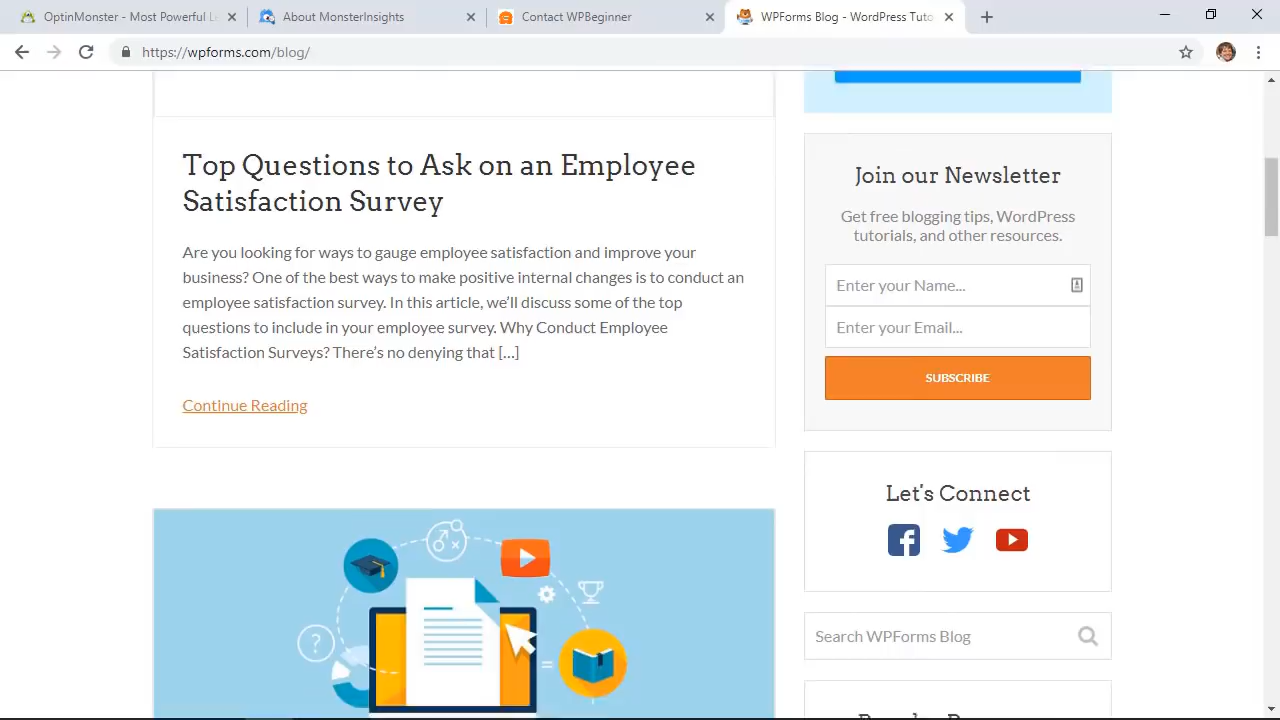 OptinMonster - Most Powerful Le
About MonsterInsights
Contact WPBeginner
WPForms Blog - WordPress Tuto
https://wpforms.com/blog/
Top Questions to Ask on an Employee
Satisfaction Survey
Are you looking for ways to gauge employee satisfaction and improve your
business? One of the best ways to make positive internal changes is to conduct an
employee satisfaction survey. In this article, we'll discuss some of the top
questions to include in your employee survey. Why Conduct Employee
Satisfaction Surveys? There's no denying that [...]
Continue Reading
Join our Newsletter
Get free blogging tips, WordPress
tutorials, and other resources.
Enter your Name...
Enter your Email...
SUBSCRIBE
Let's Connect
Search WPForms Blog